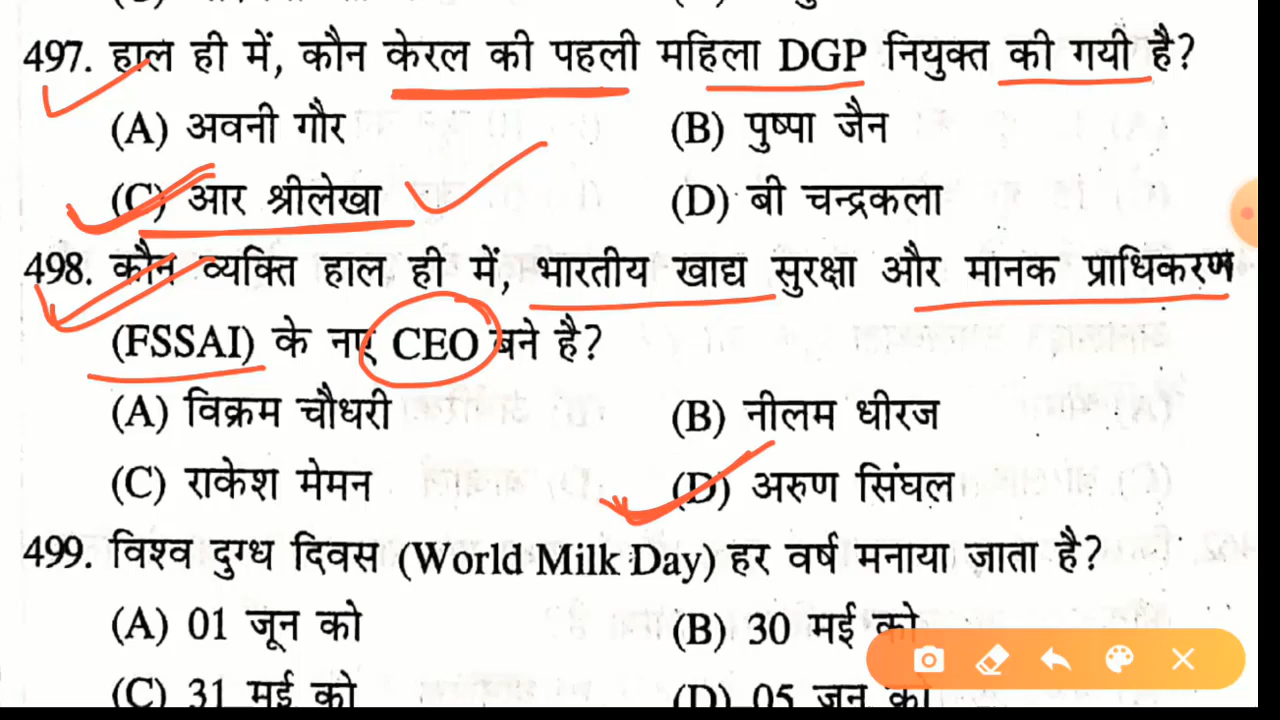 497. हाल ही में, कौन केरल की पहली महिला DGP नियुक्त की गयी है?
(A) अवनी गौर (B) पुष्पा जैन
(C) आर श्रीलेखा (D) बी चन्द्रकला
498. कौन व्यक्ति हाल ही में, भारतीय खाद्य सुरक्षा और मानक प्राधिकरण
(FSSAI) के नए CEO बने है?
(A) विक्रम चौधरी (B) नीलम धीरज
(C) राकेश मेमन (D) अरुण सिंघल
499. विश्व दुग्ध दिवस (World Milk Day) हर वर्ष मनाया जाता है?
(A) 01 जून को (B) 30 मई को
(C) 31 मई को (D) 05 जून को